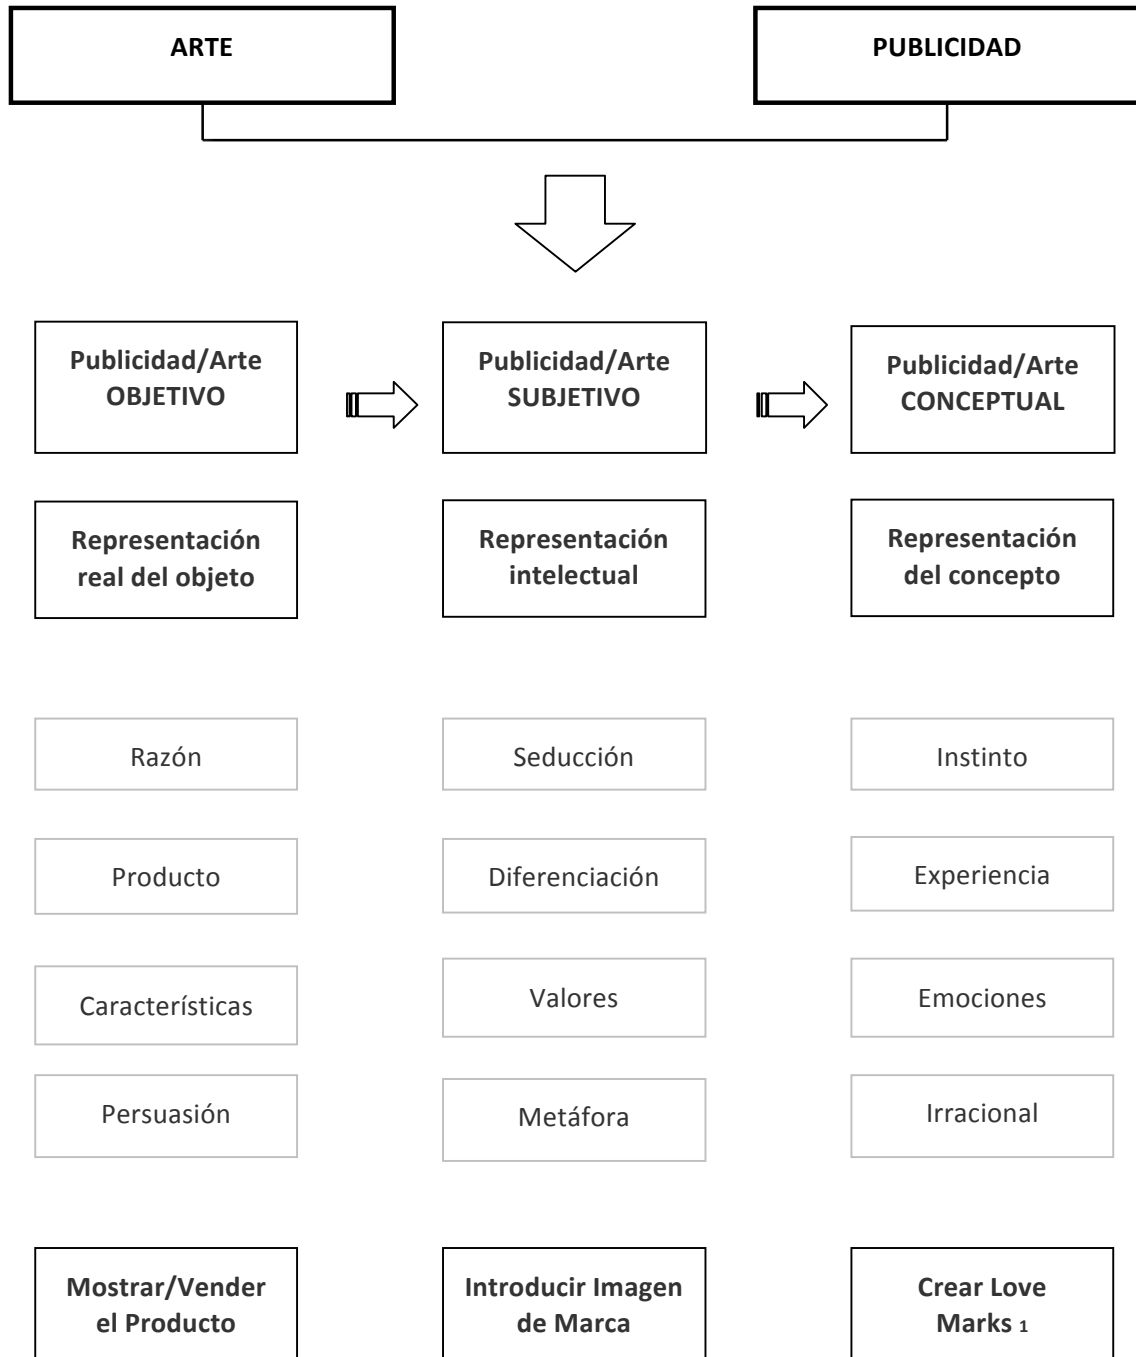 ARTE
PUBLICIDAD
Publicidad/Arte
OBJETIVO
Publicidad/Arte
SUBJETIVO
Publicidad/Arte
CONCEPTUAL
Representación
real del objeto
Representación
intelectual
Representación
del concepto
Razón
Seducción
Instinto
Producto
Diferenciación
Experiencia
Característícas
Valores
Emociones
Persuasión
Metáfora
Irracional
Mostrar/Vender
el Producto
Introducir Imagen
de Marca
Crear Love
Marks 1